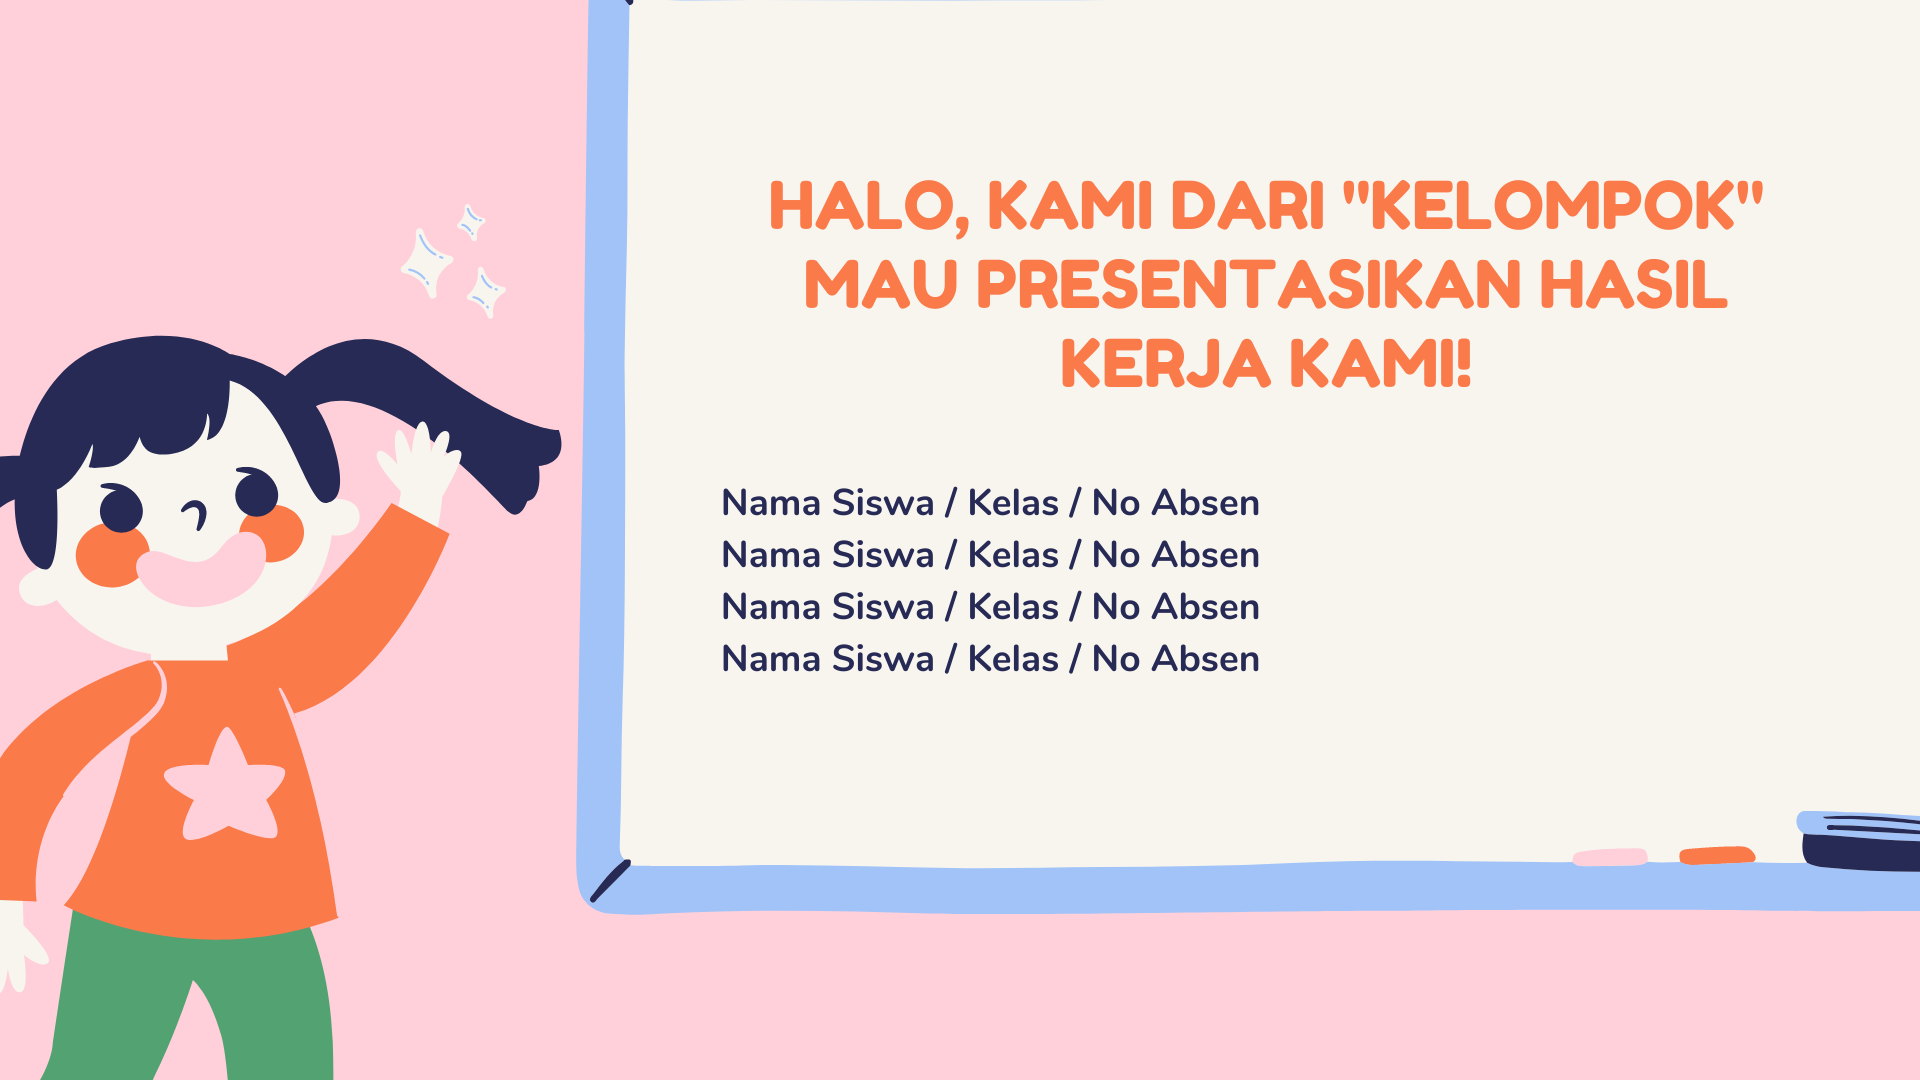 HALO, KAMI DARI "KELOMPOK"
MAU PRESENTASIKAN HASIL
KERJA KAMI!
Nama Siswa / Kelas / No Absen
Nama Siswa / Kelas / No Absen
Nama Siswa / Kelas / No Absen
Nama Siswa / Kelas / No Absen